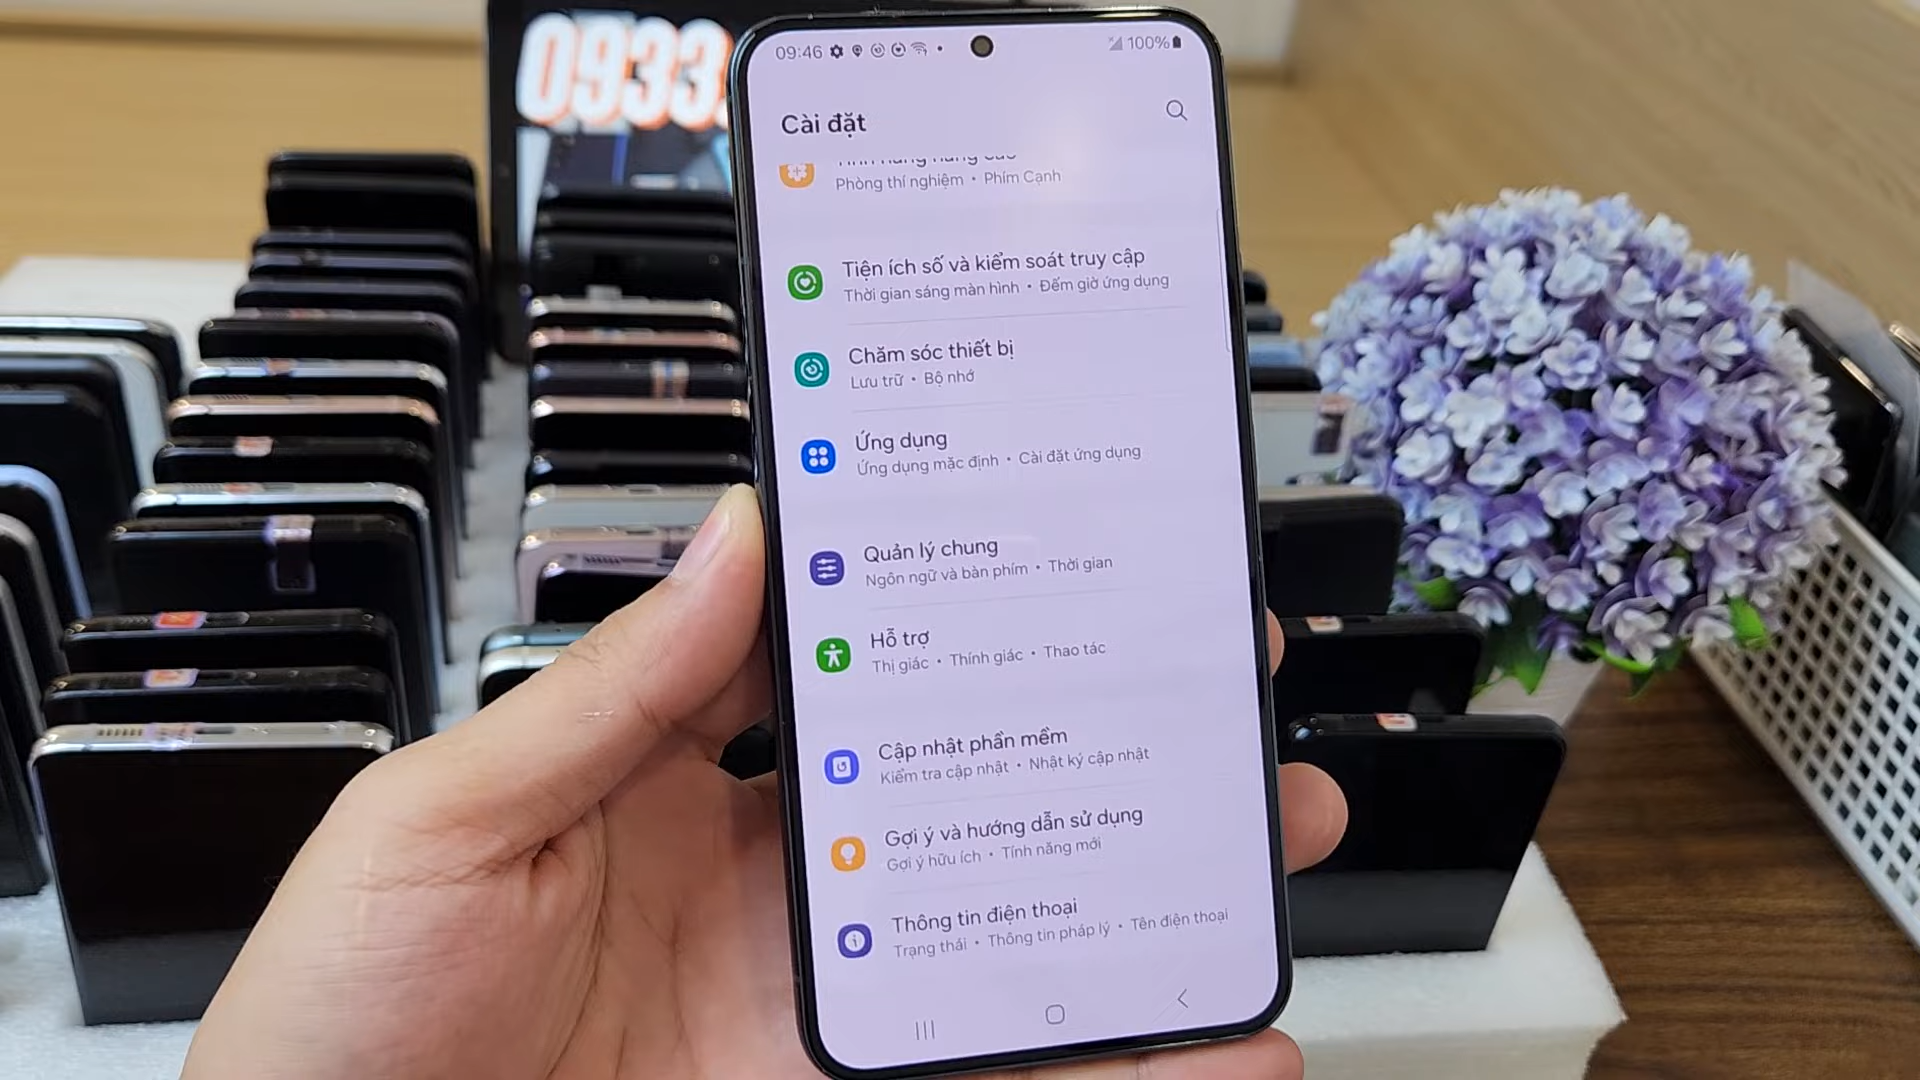 0933
09:46
100%
Cài đặt
Phòng thí nghiệm • Phím Cạnh
Tiện ích số và kiểm soát truy cập
Thời gian sáng màn hình • Đếm giờ ứng dụng
Chăm sóc thiết bị
Lưu trữ • Bộ nhớ
Ứng dụng
Ứng dụng mặc định • Cài đặt ứng dụng
Quản lý chung
Ngôn ngữ và bàn phím • Thời gian
Hỗ trợ
Thị giác • Thính giác • Thao tác
Cập nhật phần mềm
Kiểm tra cập nhật • Nhật ký cập nhật
Gợi ý và hướng dẫn sử dụng
Gợi ý hữu ích • Tính năng mới
Thông tin điện thoại
Trạng thái • Thông tin pháp lý • Tên điện thoại